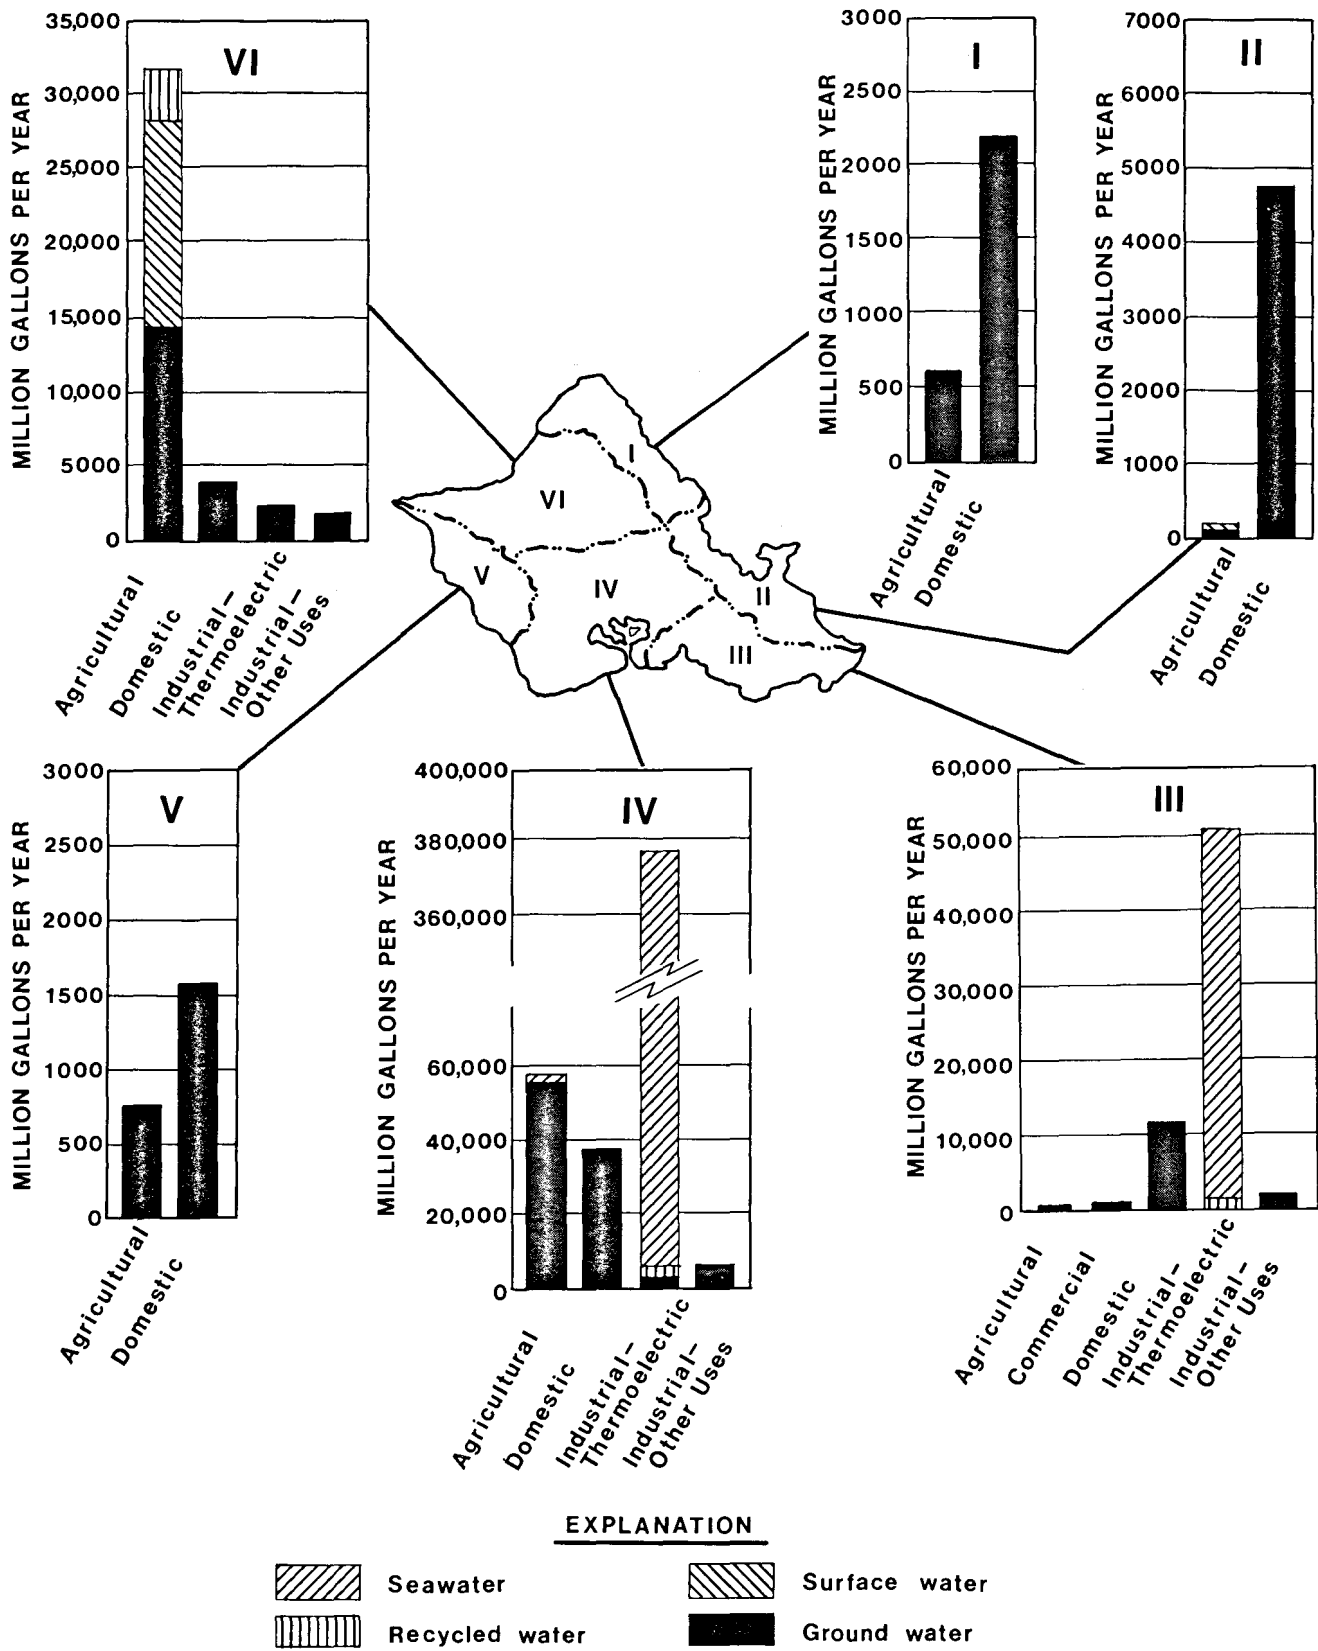 VI
MILLION GALLONS PER YEAR
35,000
30,000
25,000
20,000
15,000
10,000
5000
0
Agricultural
Domestic
Industrial–
Thermoelectric
Industrial–
Other Uses
I
MILLION GALLONS PER YEAR
3000
2500
2000
1500
1000
500
0
Agricultural
Domestic
II
MILLION GALLONS PER YEAR
7000
6000
5000
4000
3000
2000
1000
0
Agricultural
Domestic
I
VI
V
IV
II
III
V
MILLION GALLONS PER YEAR
3000
2500
2000
1500
1000
500
0
Agricultural
Domestic
IV
MILLION GALLONS PER YEAR
400,000
380,000
360,000
60,000
40,000
20,000
0
Agricultural
Domestic
Industrial–
Thermoelectric
Industrial–
Other Uses
III
MILLION GALLONS PER YEAR
60,000
50,000
40,000
30,000
20,000
10,000
0
Agricultural
Commercial
Domestic
Industrial–
Thermoelectric
Industrial–
Other Uses
EXPLANATION
Seawater
Surface water
Recycled water
Ground water